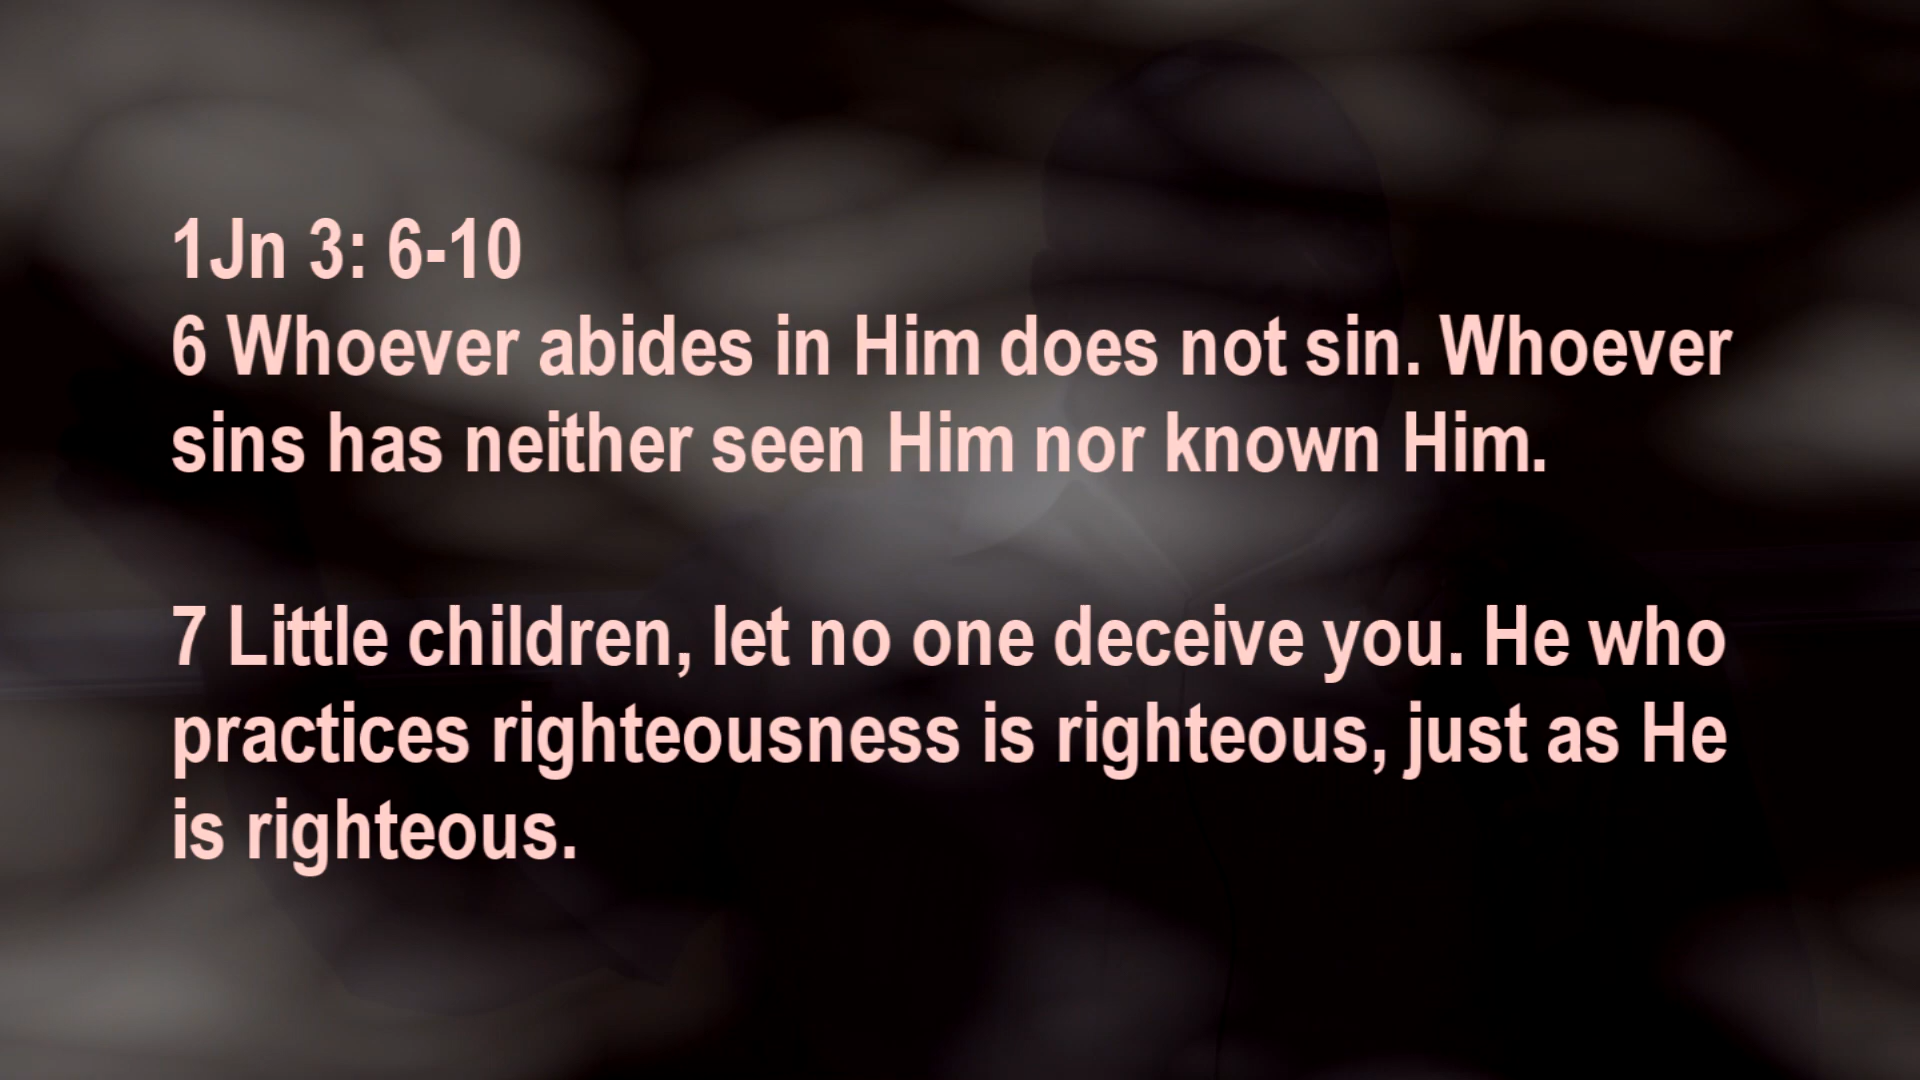 1Jn 3: 6-10
6 Whoever abides in Him does not sin. Whoever
sins has neither seen Him nor known Him.
7 Little children, let no one deceive you. He who
practices righteousness is righteous, just as He
is righteous.